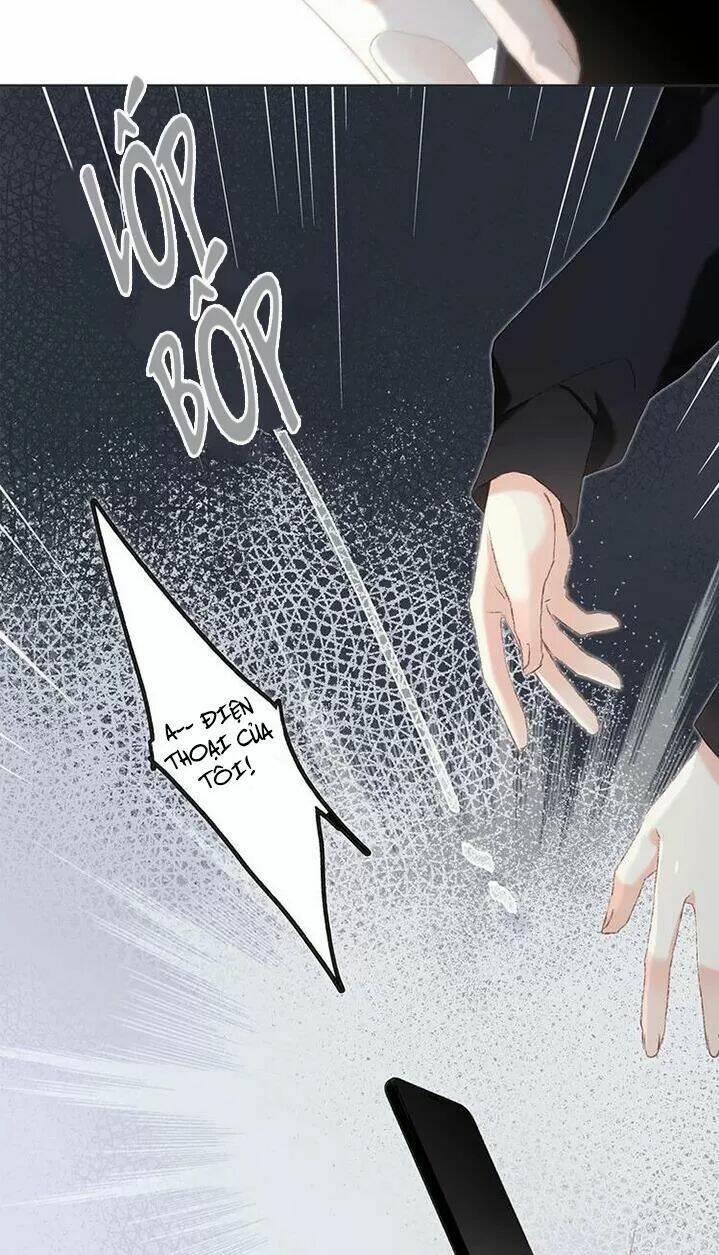 LỐP
BỐP
A-- ĐIỆN
THOẠI CỦA
TÔI!